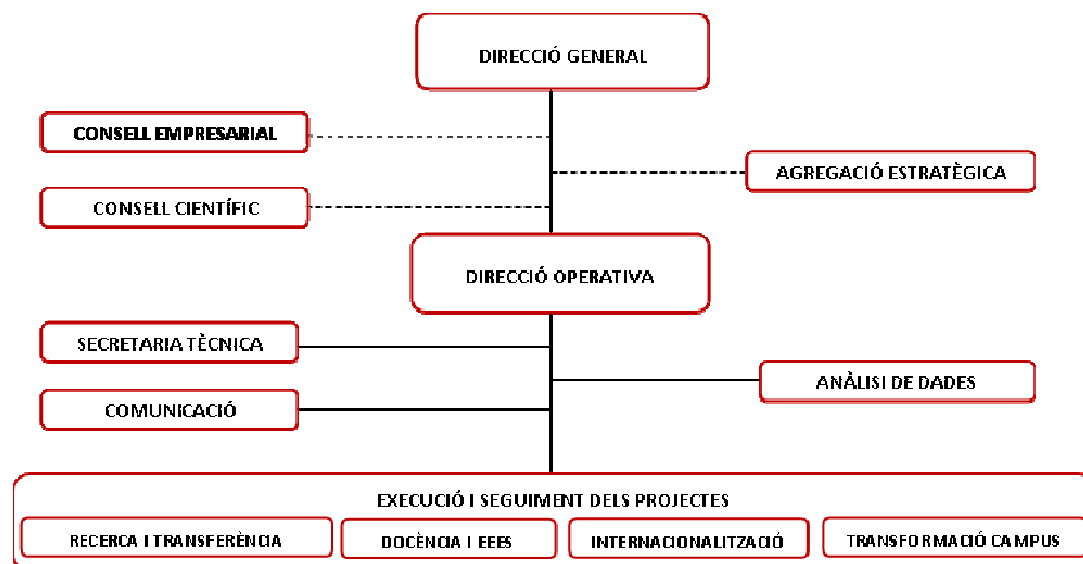 DIRECCIÓ GENERAL
CONSELL EMPRESARIAL
AGREGACIÓ ESTRATÈGICA
CONSELL CIENTÍFIC
DIRECCIÓ OPERATIVA
SECRETARIA TÈCNICA
ANÀLISI DE DADES
COMUNICACIÓ
EXECUCIÓ I SEGUIMENT DELS PROJECTES
RECERCA I TRANSFERÈNCIA
DOCÈNCIA I EEES
INTERNACIONALITZACIÓ
TRANSFORMACIÓ CAMPUS